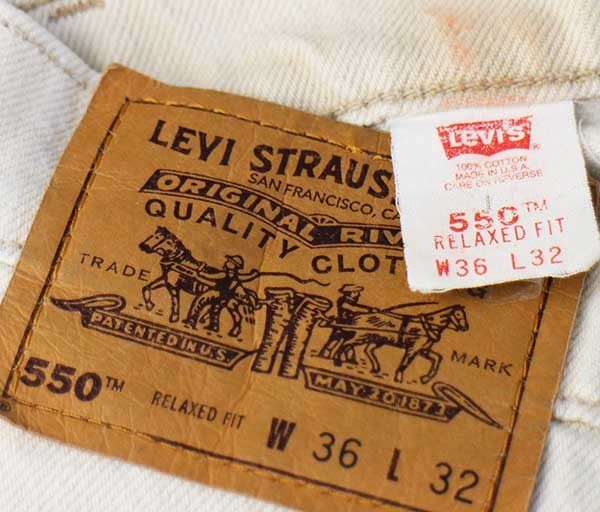 LEVI STRAUSS
SAN FRANCISCO, CA
ORIGINAL RIV
QUALITY CLOT
TRADE MARK
PATENTED IN U.S.
MAY 20.1873
550™ RELAXED FIT W 36 L 32
®
LEVI'S ®
100% COTTON
MADE IN U.S.A.
CARE ON REVERSE
550™
RELAXED FIT
W36 L32